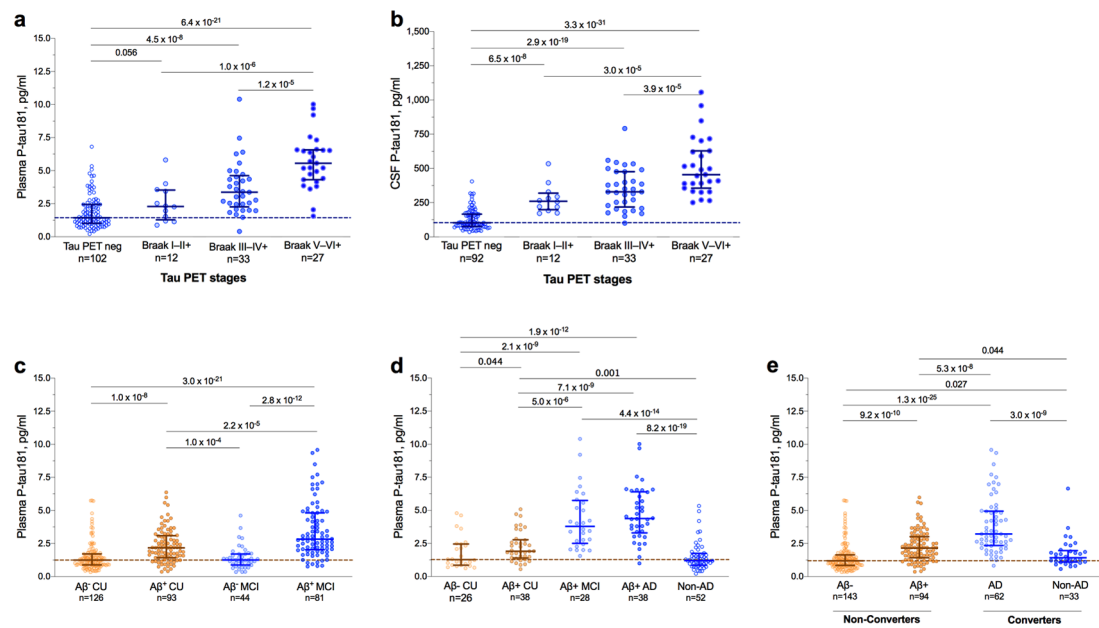 a
6.4 x 10-21
4.5 x 10-8
0.056
1.0 x 10-6
1.2 x 10-5
Plasma P-tau181, pg/ml
15.0
12.5
10.0
7.5
5.0
2.5
0.0
Tau PET neg
n=102
Braak I–II+
n=12
Braak III–IV+
n=33
Braak V–VI+
n=27
Tau PET stages
b
3.3 x 10-31
2.9 x 10-19
6.5 x 10-8
3.0 x 10-5
3.9 x 10-5
CSF P-tau181, pg/ml
1,500
1,250
1,000
750
500
250
0
Tau PET neg
n=92
Braak I–II+
n=12
Braak III–IV+
n=33
Braak V–VI+
n=27
Tau PET stages
c
3.0 x 10-21
1.0 x 10-8
2.8 x 10-12
2.2 x 10-5
1.0 x 10-4
Plasma P-tau181, pg/ml
15.0
12.5
10.0
7.5
5.0
2.5
0.0
Aβ- CU
n=126
Aβ+ CU
n=93
Aβ- MCI
n=44
Aβ+ MCI
n=81
d
1.9 x 10-12
2.1 x 10-9
0.044
0.001
7.1 x 10-9
5.0 x 10-6
4.4 x 10-14
8.2 x 10-19
Plasma P-tau181, pg/ml
15.0
12.5
10.0
7.5
5.0
2.5
0.0
Aβ- CU
n=26
Aβ+ CU
n=38
Aβ+ MCI
n=28
Aβ+ AD
n=38
Non-AD
n=52
e
0.044
5.3 x 10-8
0.027
1.3 x 10-25
9.2 x 10-10
3.0 x 10-9
Plasma P-tau181, pg/ml
15.0
12.5
10.0
7.5
5.0
2.5
0.0
Aβ-
n=143
Aβ+
n=94
AD
n=62
Non-AD
n=33
Non-Converters
Converters